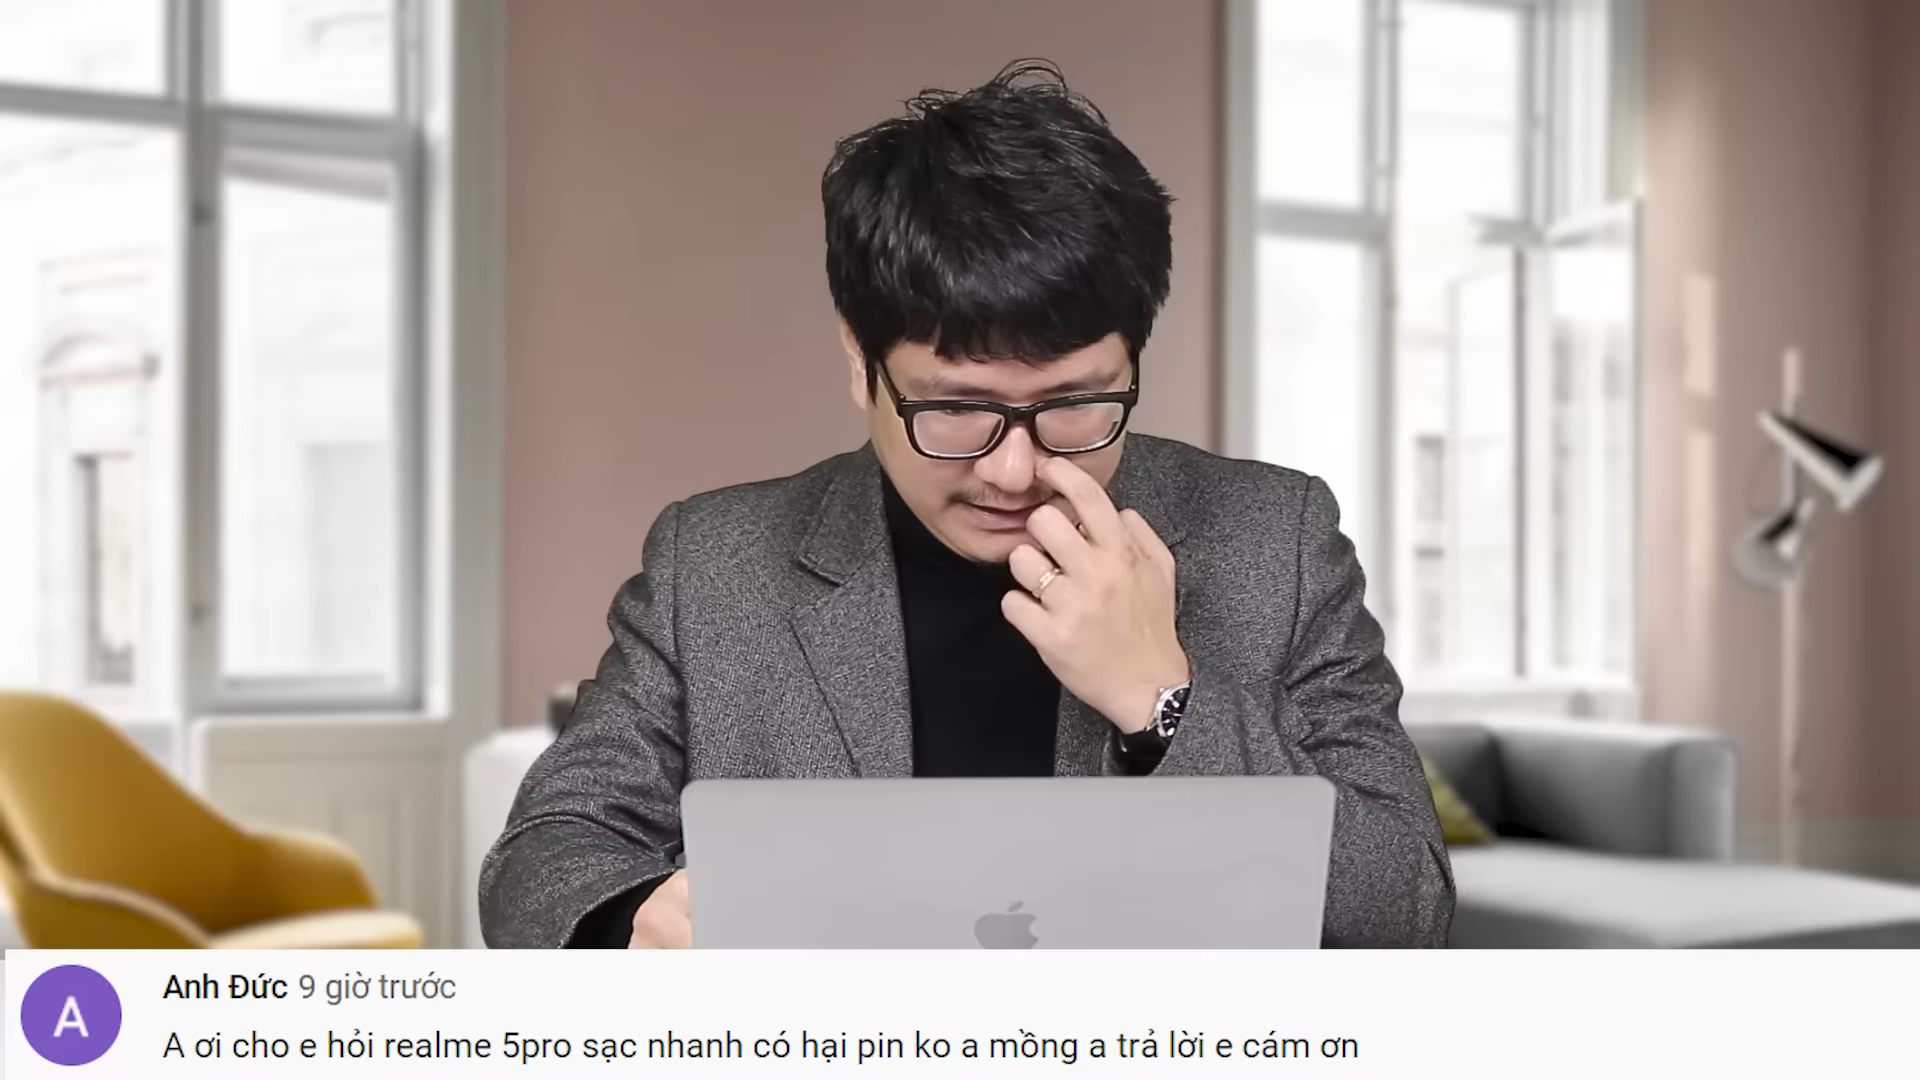 A
Anh Đức 9 giờ trước
A ơi cho e hỏi realme 5pro sạc nhanh có hại pin ko a mồng a trả lời e cám ơn